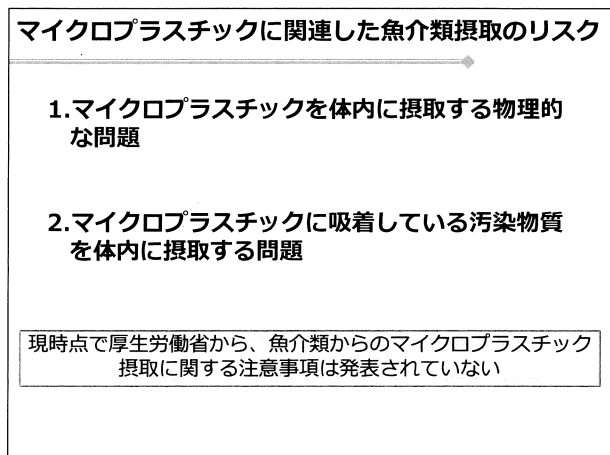 マイクロプラスチックに関連した魚介類摂取のリスク
1.マイクロプラスチックを体内に摂取する物理的
な問題
2.マイクロプラスチックに吸着している汚染物質
を体内に摂取する問題
現時点で厚生労働省から、魚介類からのマイクロプラスチック
摂取に関する注意事項は発表されていない